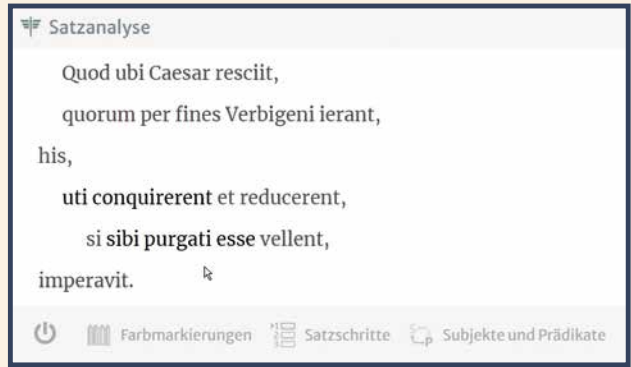 Satzanalyse
Quod ubi Caesar resciit,
quorum per fines Verbigeni ierant,
his,
uti conquirerent et reducerent,
si sibi purgati esse vellent,
imperavit.
Farbmarkierungen Satzschritte Subjekte und Prädikate